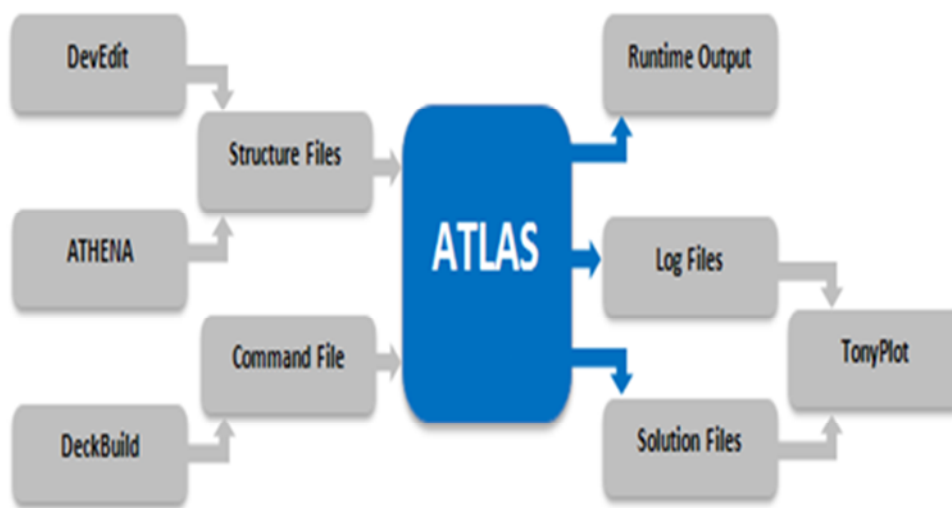 DevEdit
Runtime Output
Structure Files
ATHENA
ATLAS
Log Files
Command File
TonyPlot
DeckBuild
Solution Files